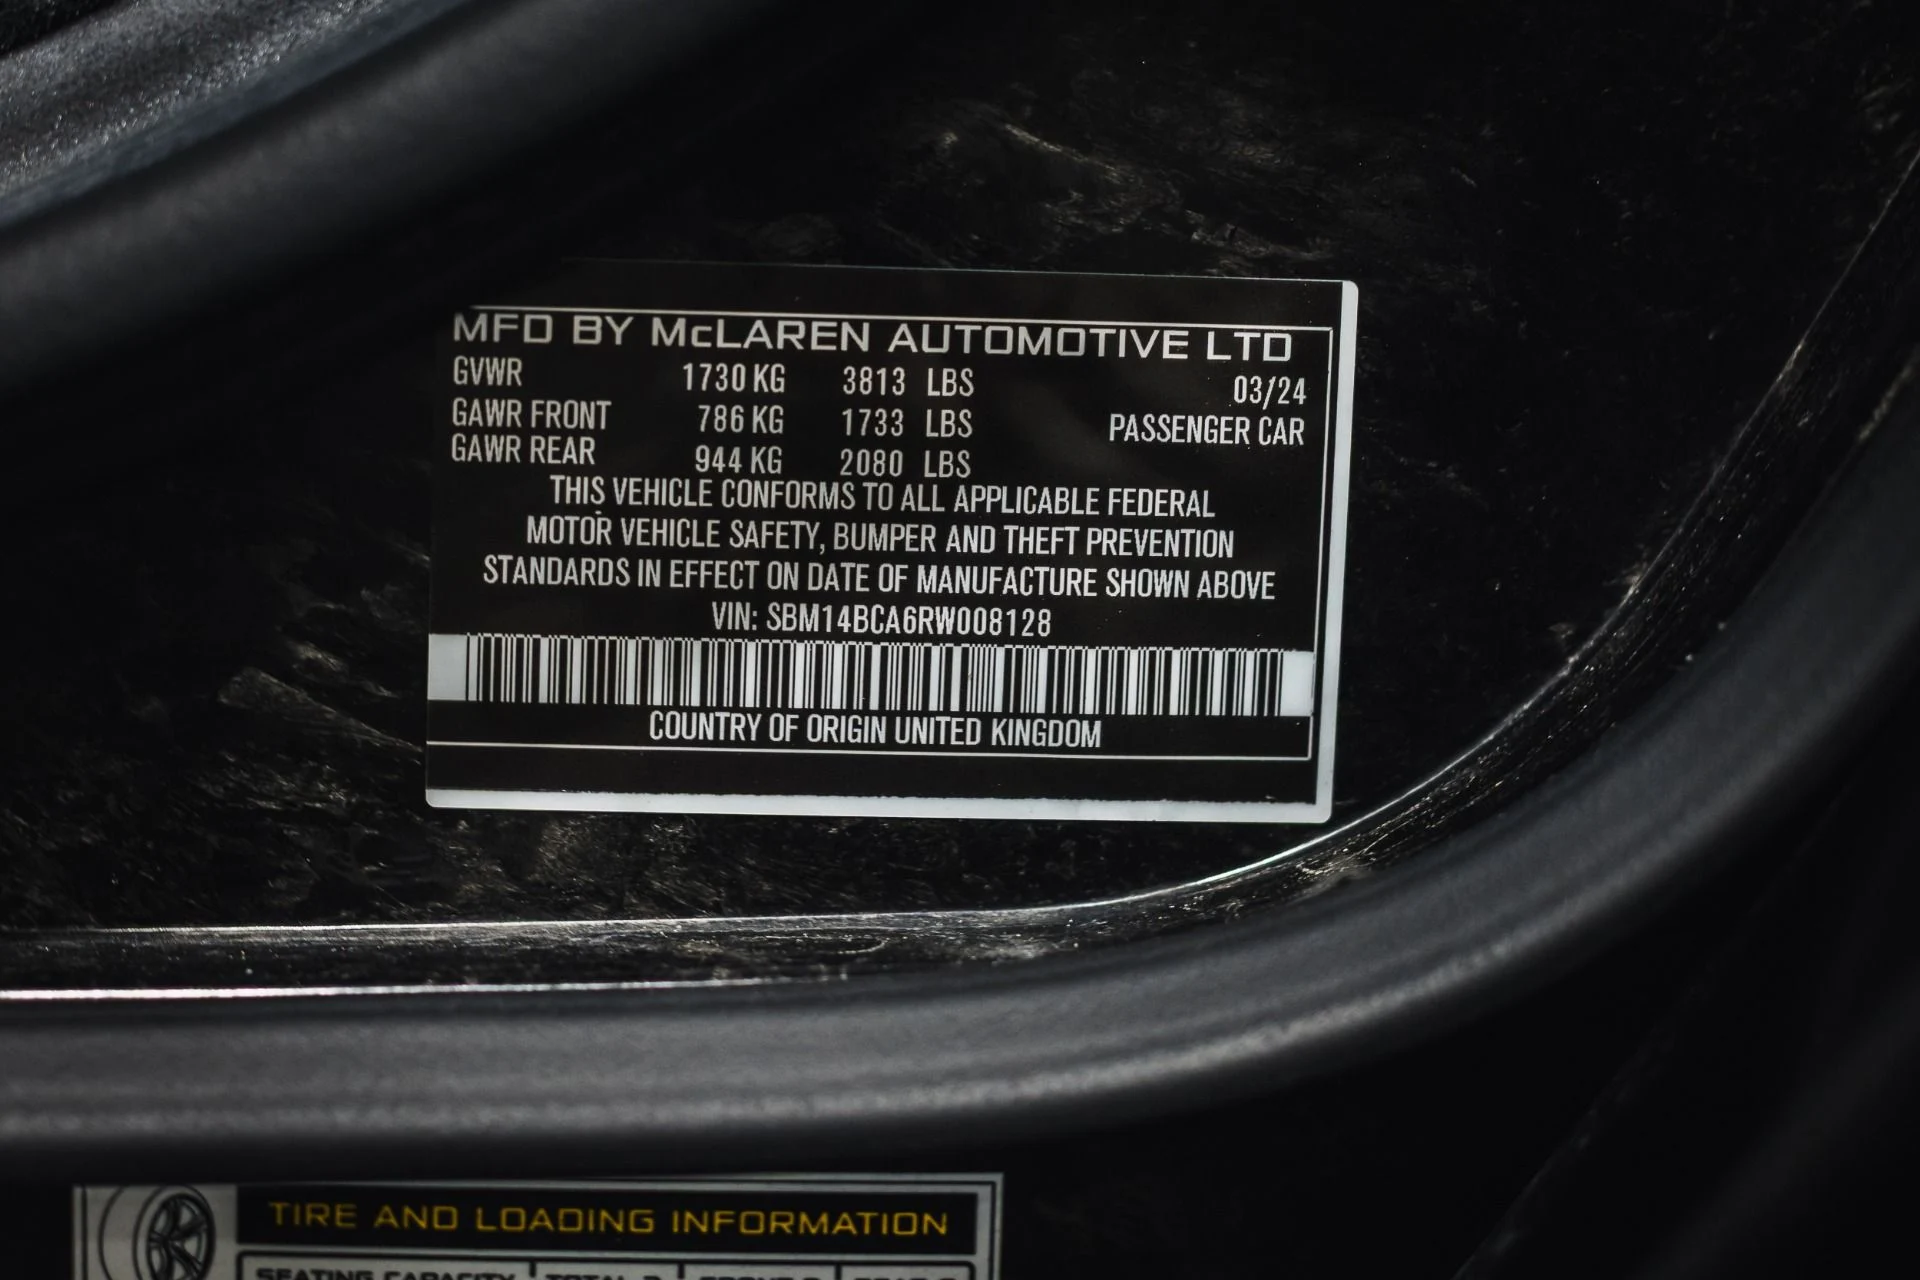 MFD BY McLAREN AUTOMOTIVE LTD
GVWR 1730 KG 3813 LBS 03/24
GAWR FRONT 786 KG 1733 LBS PASSENGER CAR
GAWR REAR 944 KG 2080 LBS
THIS VEHICLE CONFORMS TO ALL APPLICABLE FEDERAL
MOTOR VEHICLE SAFETY, BUMPER AND THEFT PREVENTION
STANDARDS IN EFFECT ON DATE OF MANUFACTURE SHOWN ABOVE
VIN: SBM14BCA6RW008128
COUNTRY OF ORIGIN UNITED KINGDOM
TIRE AND LOADING INFORMATION
SEATING CAPACITY TOTAL